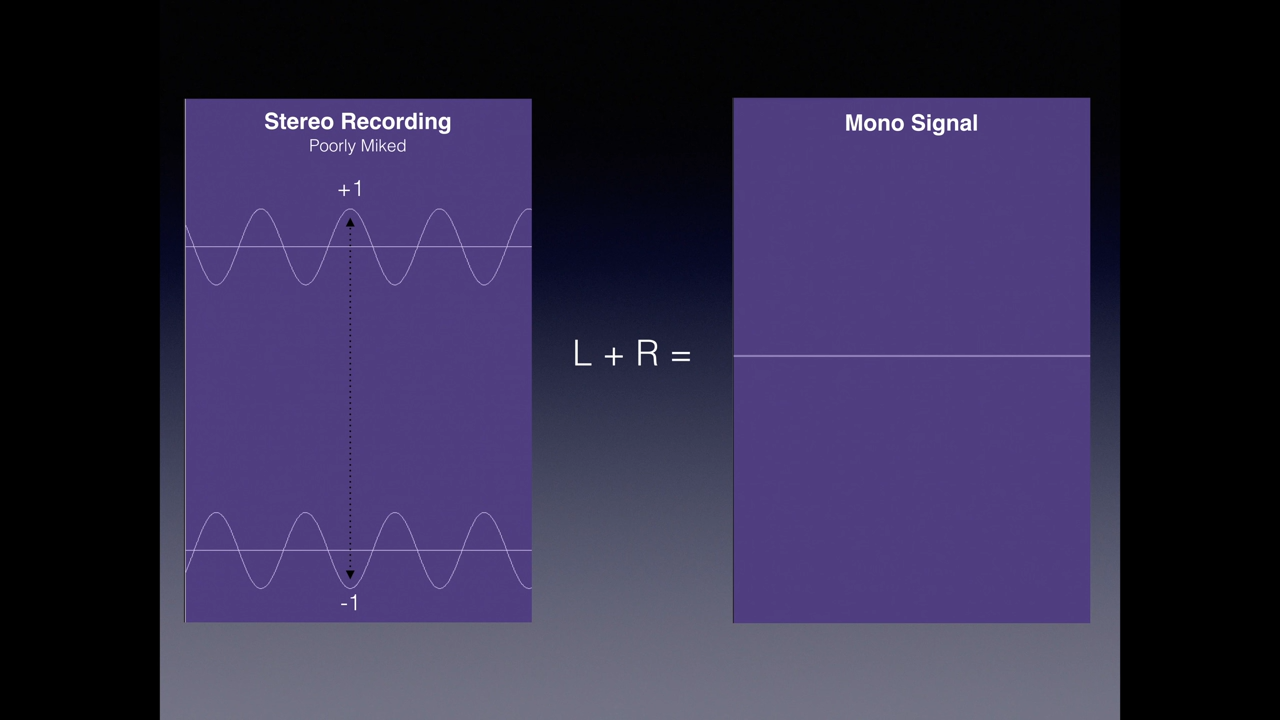 Stereo Recording
Poorly Miked
+1
-1
L + R =
Mono Signal